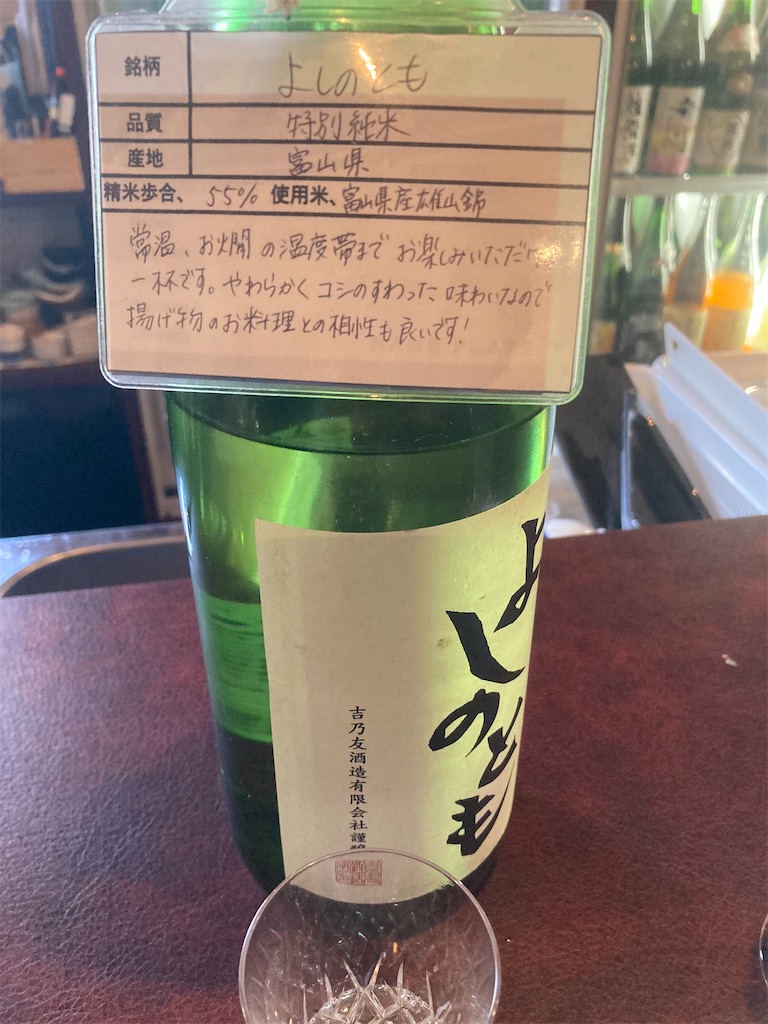 銘柄 よしのとも
品質 特別純米
産地 富山県
精米歩合、 55% 使用米、富山県産雄山錦
常温、お燗の温度帯までお楽しみいただけ
一杯です。やわらかくコシのすわった味わいなので
揚げ物のお料理との相性も良いです!
よしのとも
吉乃友酒造有限会社謹醸